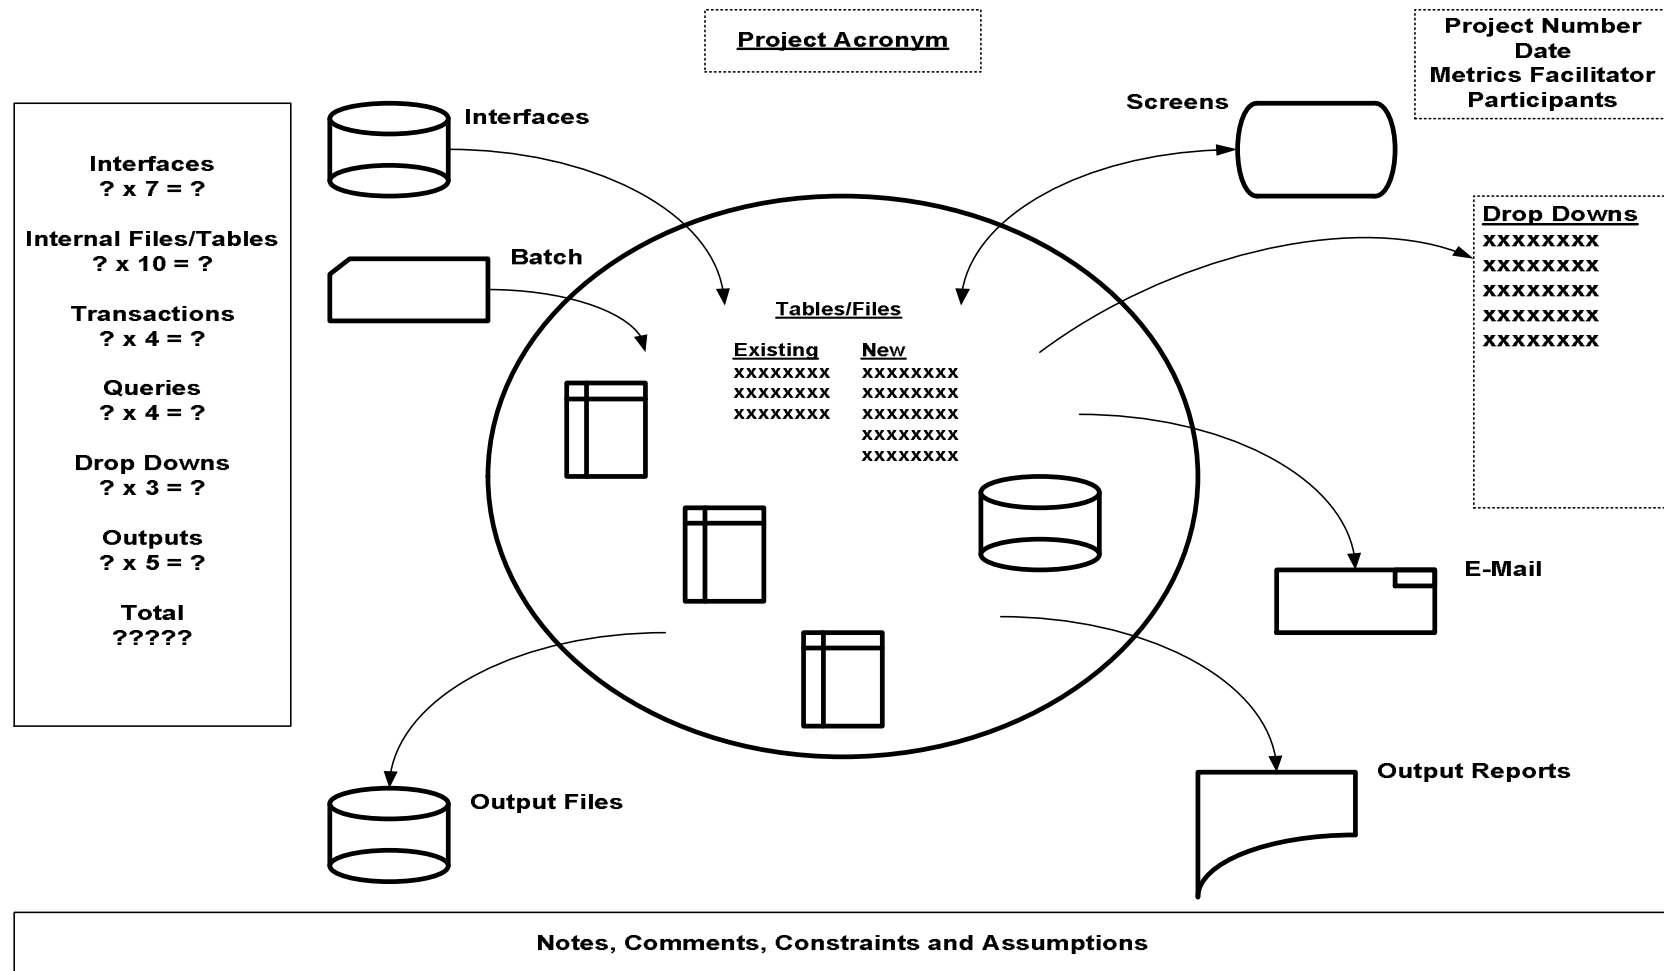 Project Acronym
Project Number
Date
Metrics Facilitator
Participants
Interfaces
? x 7 = ?
Internal Files/Tables
? x 10 = ?
Transactions
? x 4 = ?
Queries
? x 4 = ?
Drop Downs
? x 3 = ?
Outputs
? x 5 = ?
Total
?????
Interfaces
Batch
Screens
Drop Downs
xxxxxxxx
xxxxxxxx
xxxxxxxx
xxxxxxxx
xxxxxxxx
Tables/Files
Existing
xxxxxxxx
xxxxxxxx
xxxxxxxx
New
xxxxxxxx
xxxxxxxx
xxxxxxxx
xxxxxxxx
xxxxxxxx
E-Mail
Output Files
Output Reports
Notes, Comments, Constraints and Assumptions